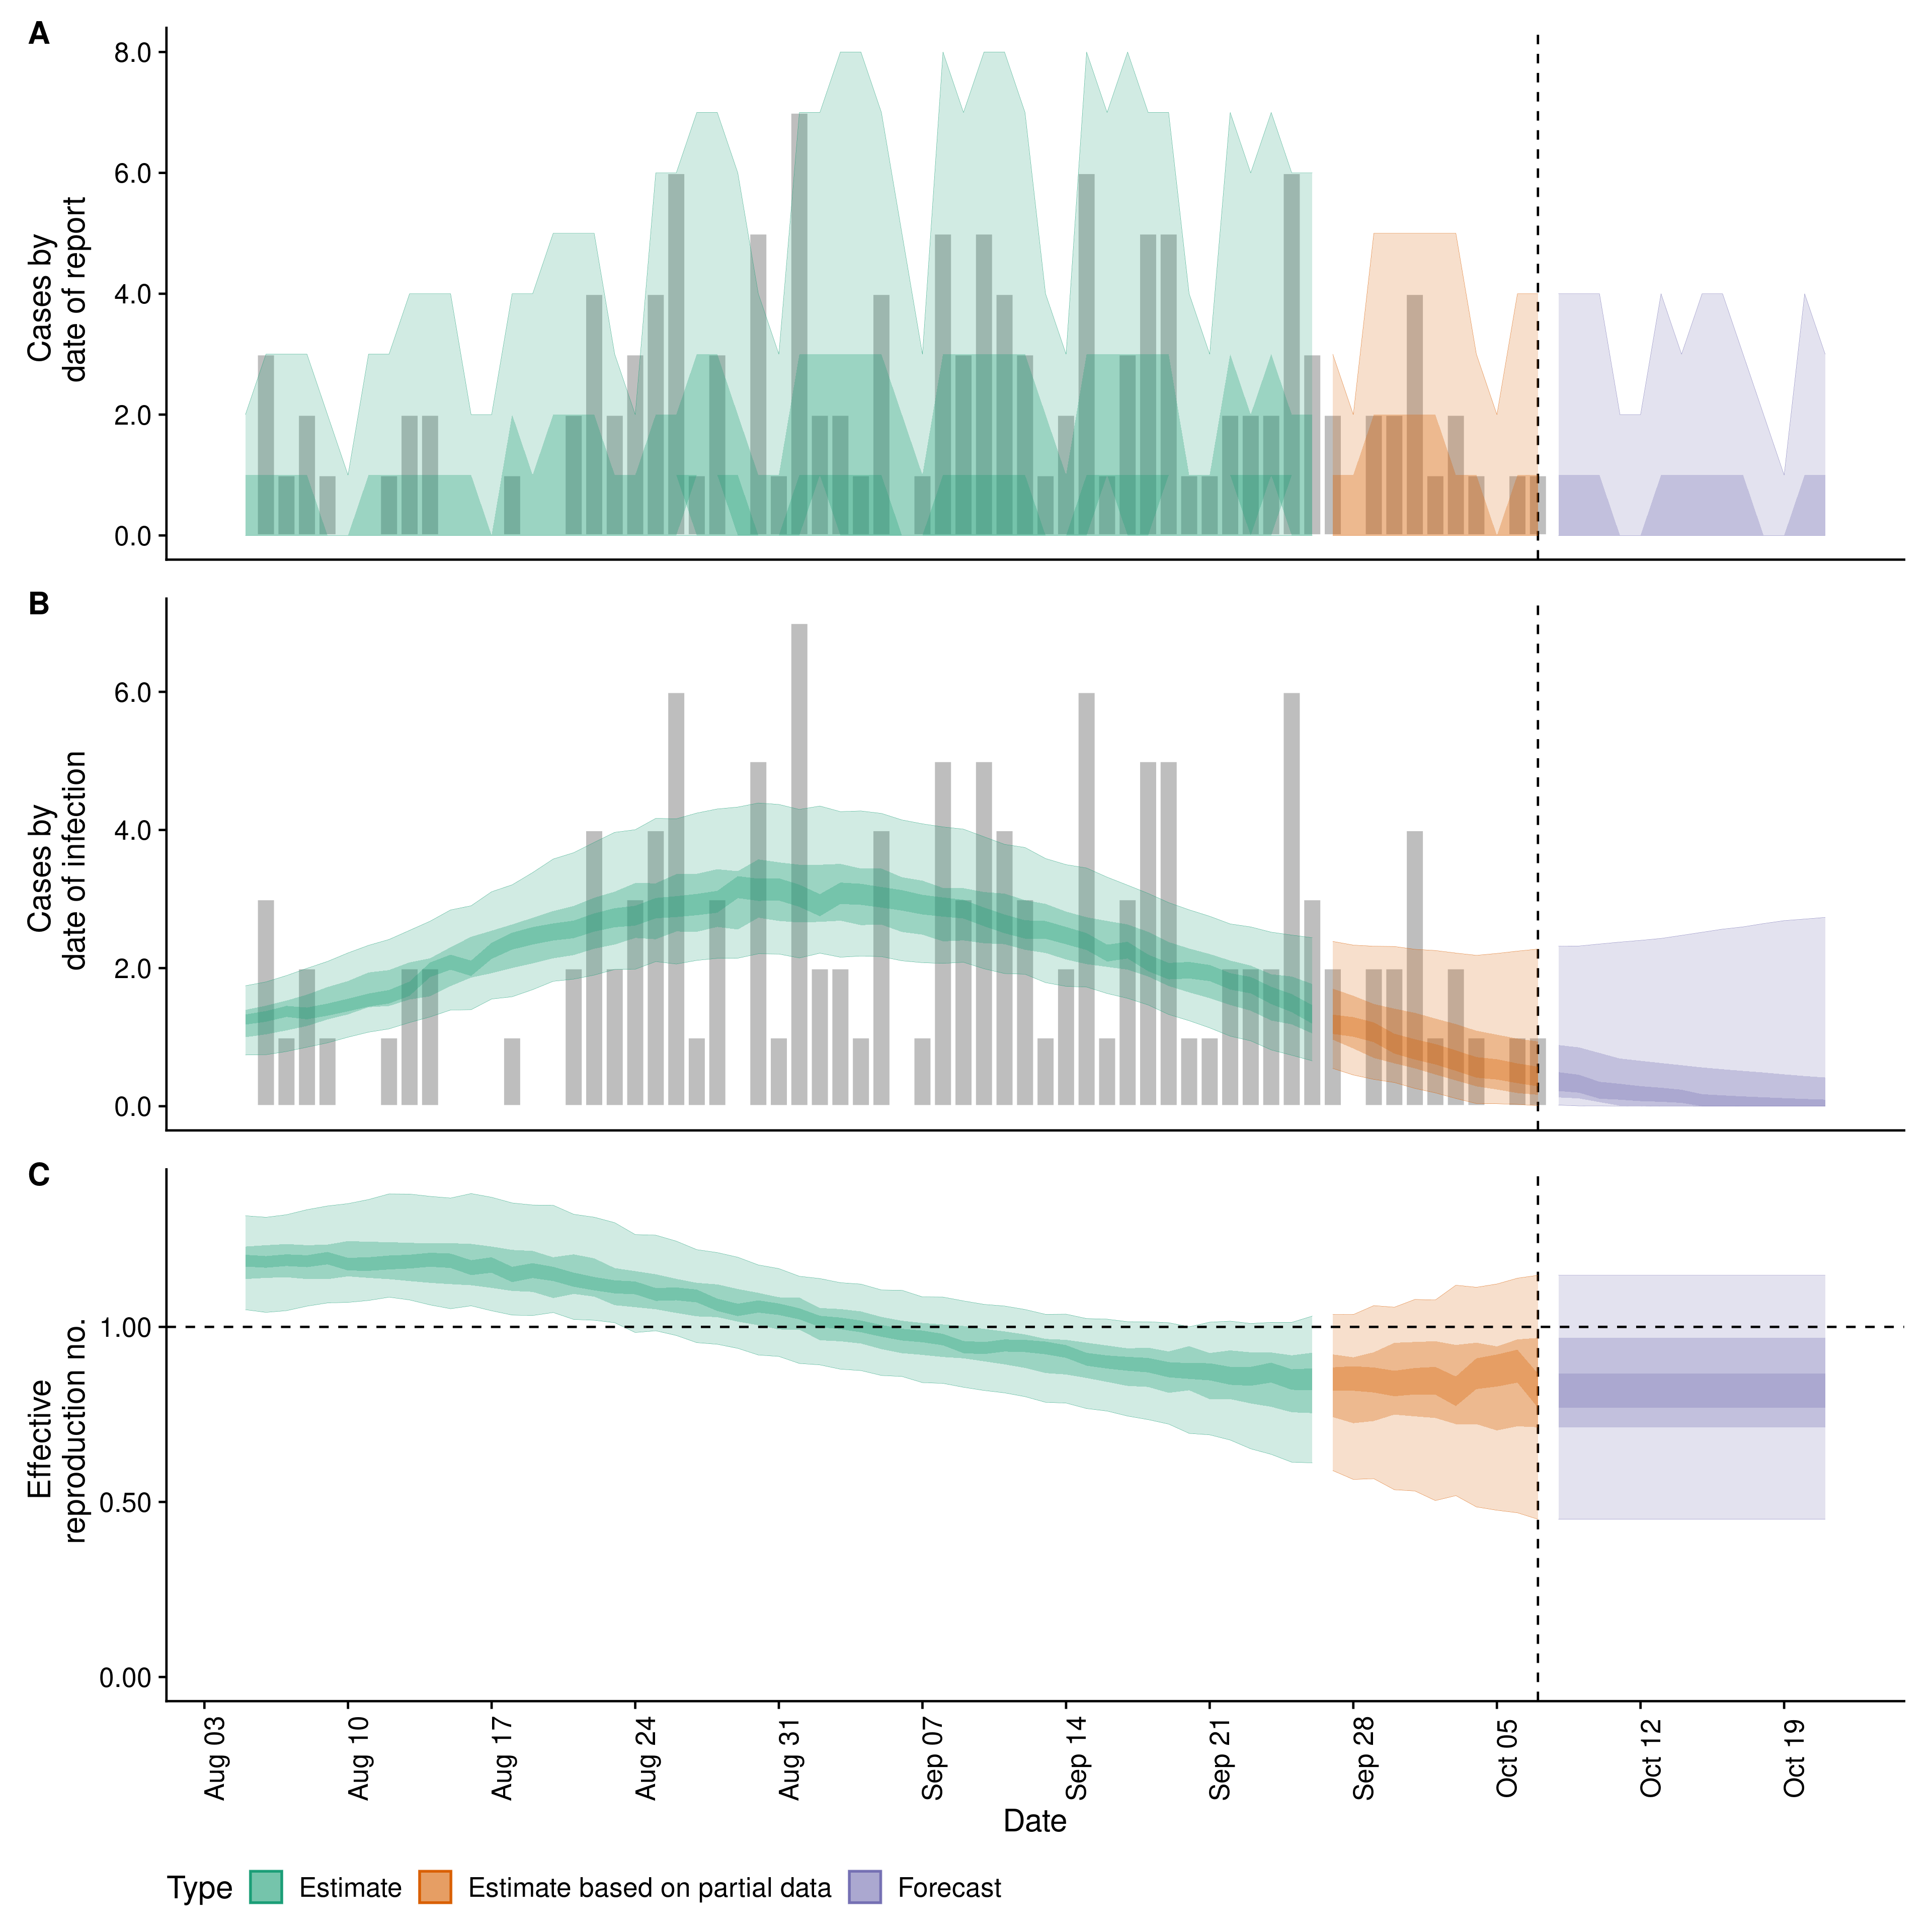 A
8.0
6.0
4.0
2.0
0.0
Cases by
date of report
B
6.0
4.0
2.0
0.0
Cases by
date of infection
C
1.00
0.50
0.00
Effective
reproduction no.
Aug 03
Aug 10
Aug 17
Aug 24
Aug 31
Sep 07
Sep 14
Sep 21
Sep 28
Oct 05
Oct 12
Oct 19
Date
Type Estimate Estimate based on partial data Forecast